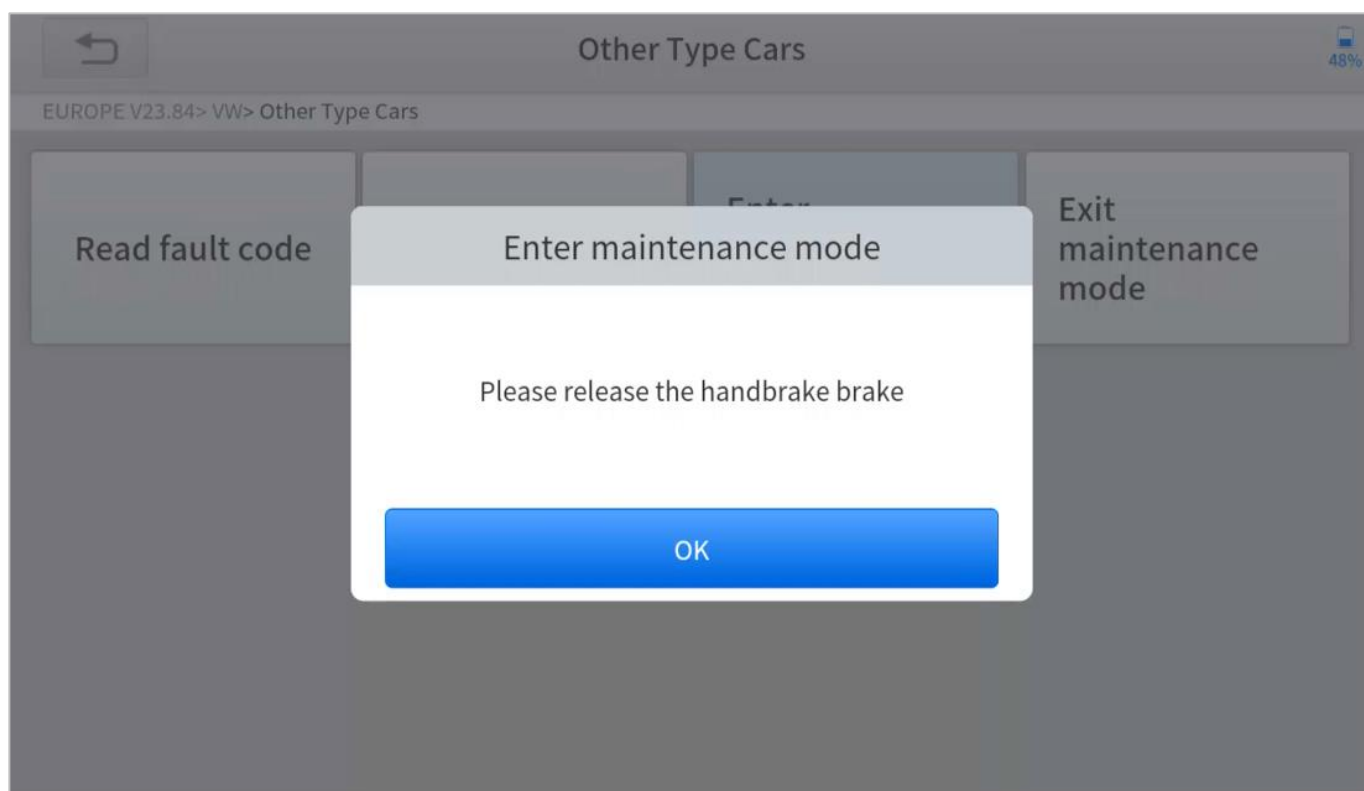 Other Type Cars
48%
EUROPE V23.84> VW> Other Type Cars
Read fault code
Exit
maintenance
mode
Enter maintenance mode
Please release the handbrake brake
OK